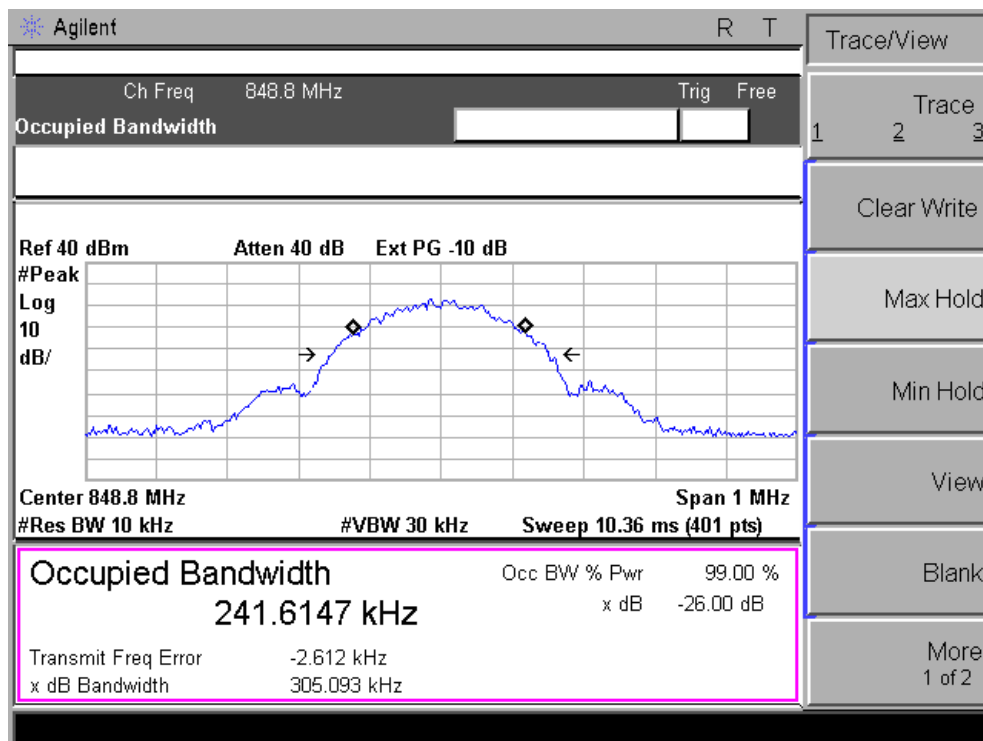 Agilent R T
Trace/View
Ch Freq 848.8 MHz Trig Free
Occupied Bandwidth
Trace
1 2 3
Clear Write
Ref 40 dBm Atten 40 dB Ext PG -10 dB
#Peak
Log
10
dB/
Max Hold
Min Hold
View
Center 848.8 MHz Span 1 MHz
#Res BW 10 kHz #VBW 30 kHz Sweep 10.36 ms (401 pts)
Occupied Bandwidth Occ BW % Pwr 99.00 %
241.6147 kHz x dB -26.00 dB
Transmit Freq Error -2.612 kHz
x dB Bandwidth 305.093 kHz
Blank
More
1 of 2